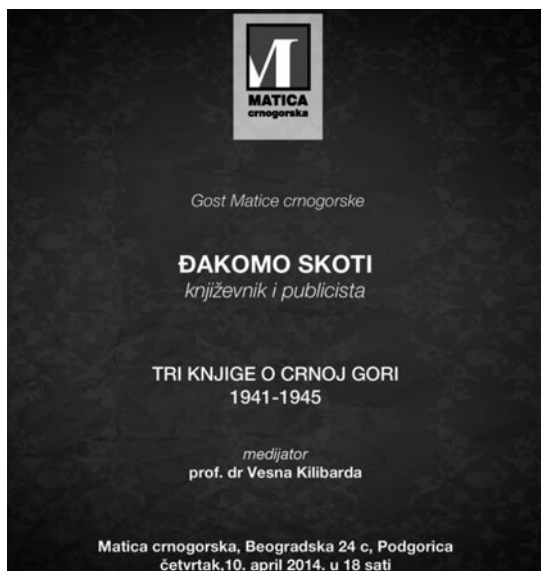 MATICA
crnogorska
Gost Matice crnogorske
ĐAKOMO SKOTI
književnik i publicista
TRI KNJIGE O CRNOJ GORI
1941-1945
medijator
prof. dr Vesna Kilibarda
Matica crnogorska, Beogradska 24 c, Podgorica
četvrtak,10. april 2014. u 18 sati